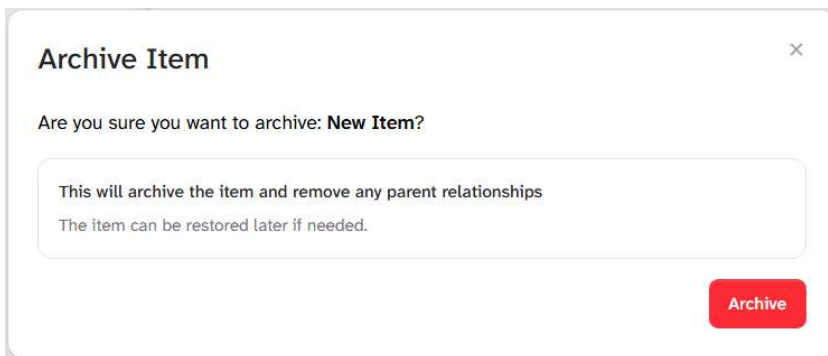 Archive Item
Are you sure you want to archive: New Item?
This will archive the item and remove any parent relationships
The item can be restored later if needed.
Archive